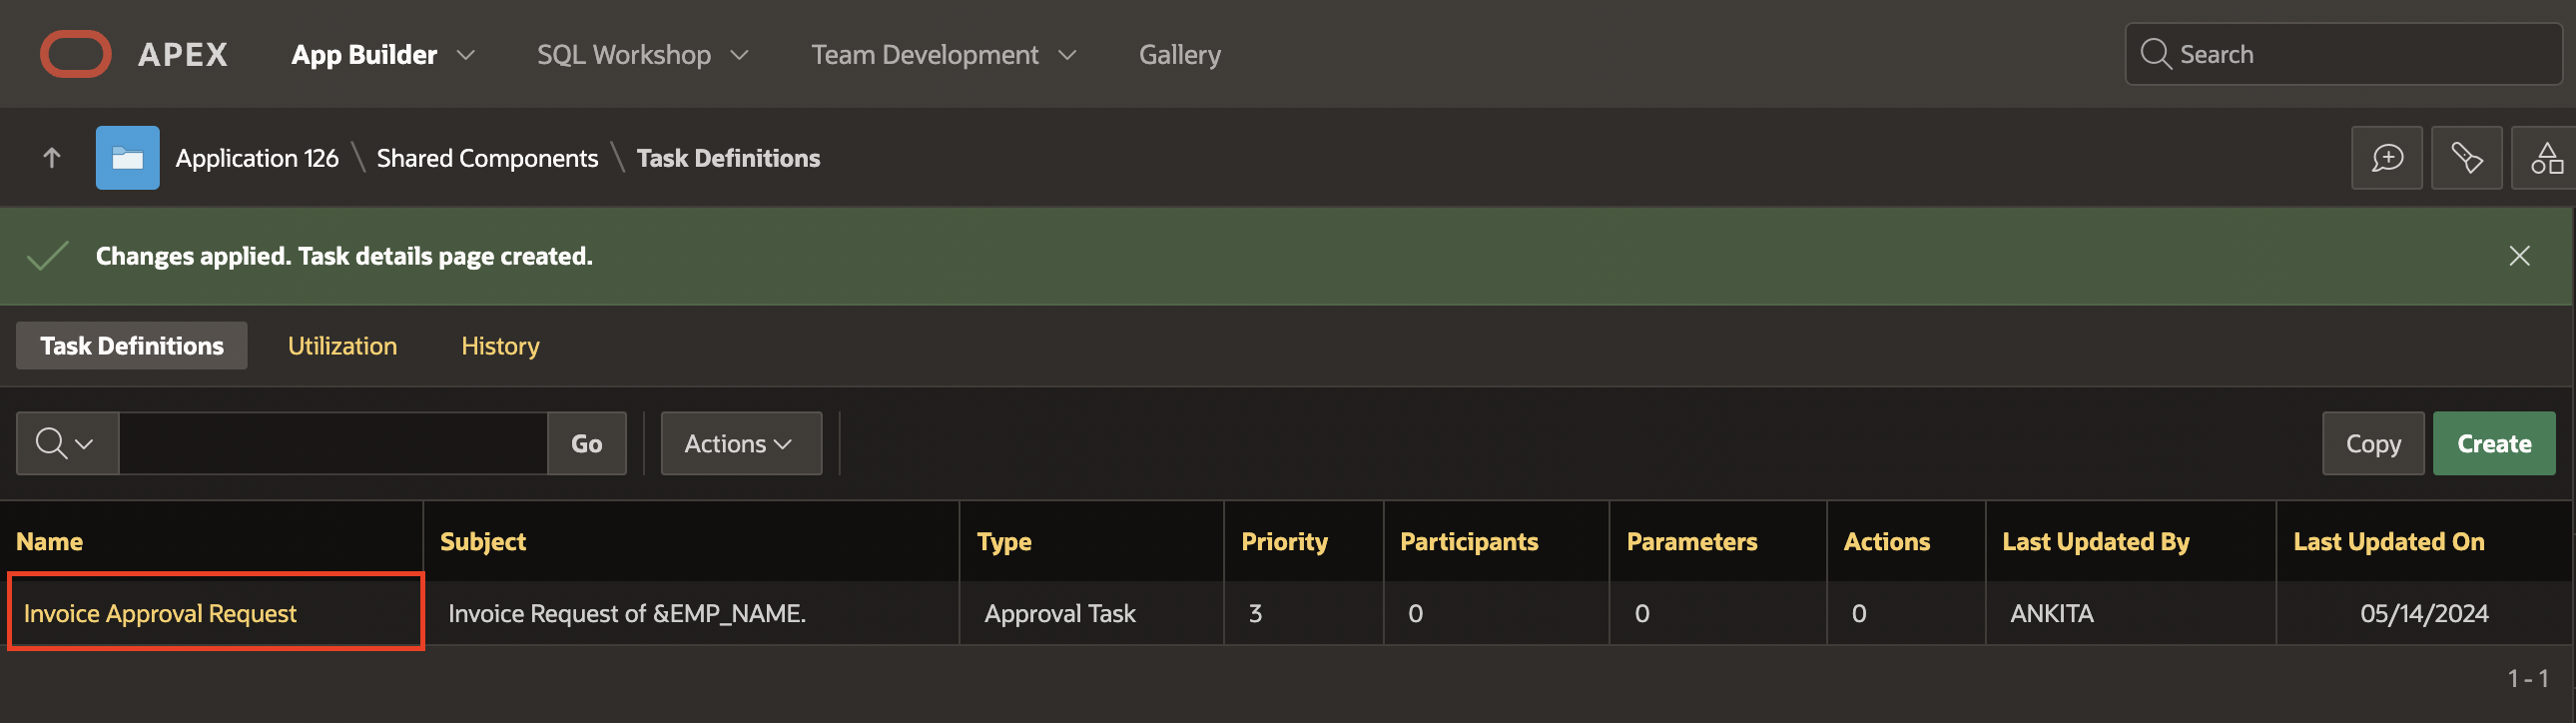 APEX App Builder SQL Workshop Team Development Gallery Search
Application 126 \ Shared Components \ Task Definitions
Changes applied. Task details page created.
Task Definitions Utilization History
Go Actions Copy Create
Name Subject Type Priority Participants Parameters Actions Last Updated By Last Updated On
Invoice Approval Request Invoice Request of &EMP_NAME. Approval Task 3 0 0 0 ANKITA 05/14/2024
1 - 1